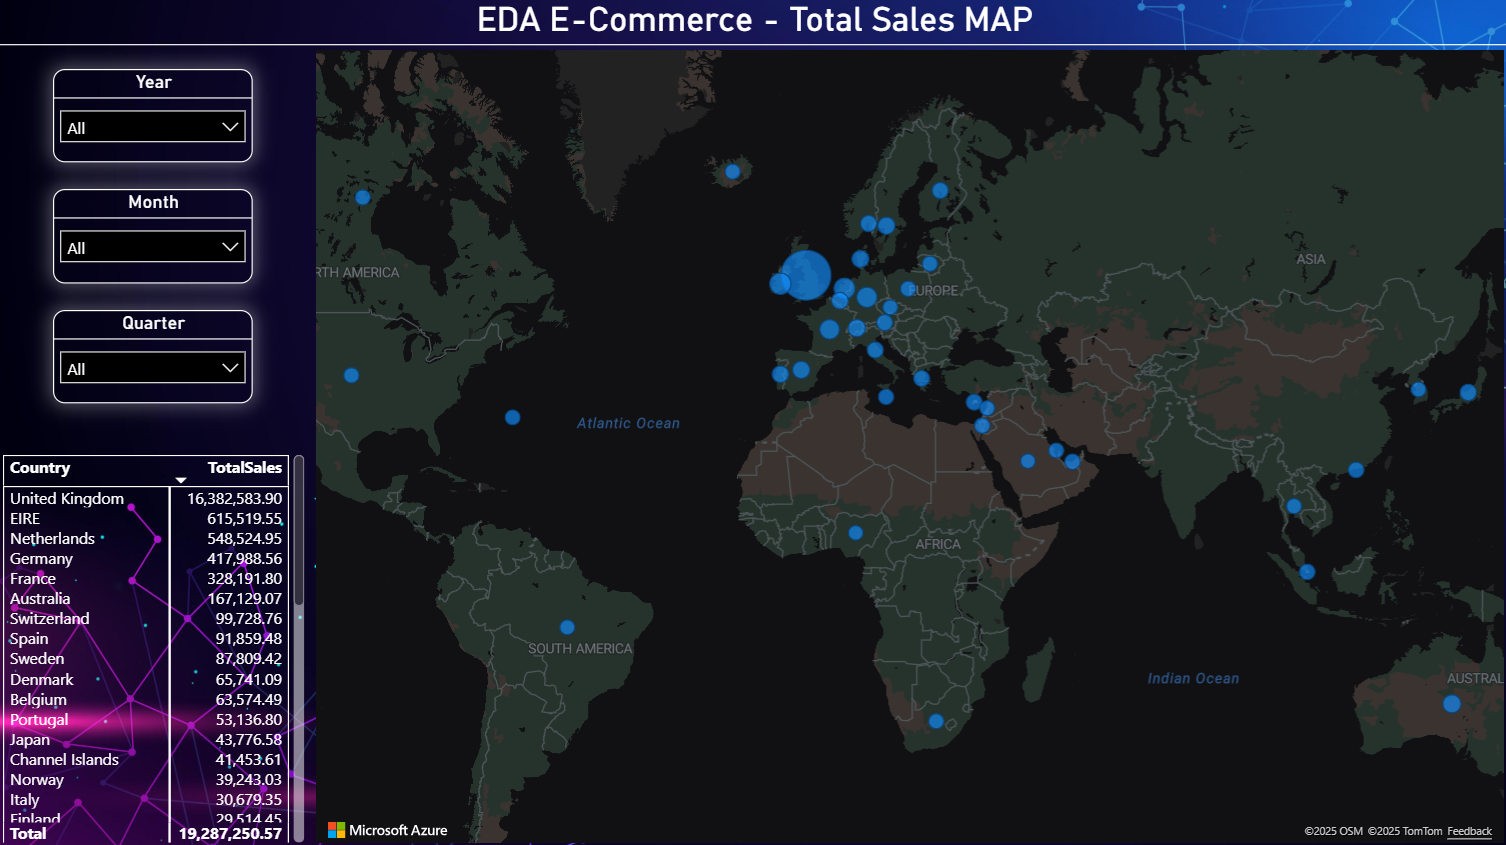 EDA E-Commerce - Total Sales MAP
Year
All
Month
All
Quarter
All
Country TotalSales
United Kingdom 16,382,583.90
EIRE 615,519.55
Netherlands 548,524.95
Germany 417,988.56
France 328,191.80
Australia 167,129.07
Switzerland 99,728.76
Spain 91,859.48
Sweden 87,809.42
Denmark 65,741.09
Belgium 63,574.49
Portugal 53,136.80
Japan 43,776.58
Channel Islands 41,453.61
Norway 39,243.03
Italy 30,679.35
Finland 29,514.45
Total 19,287,250.57
RTH AMERICA
ASIA
EUROPE
Atlantic Ocean
AFRICA
SOUTH AMERICA
Indian Ocean
AUSTRAL
Microsoft Azure
©2025 OSM ©2025 TomTom Feedback